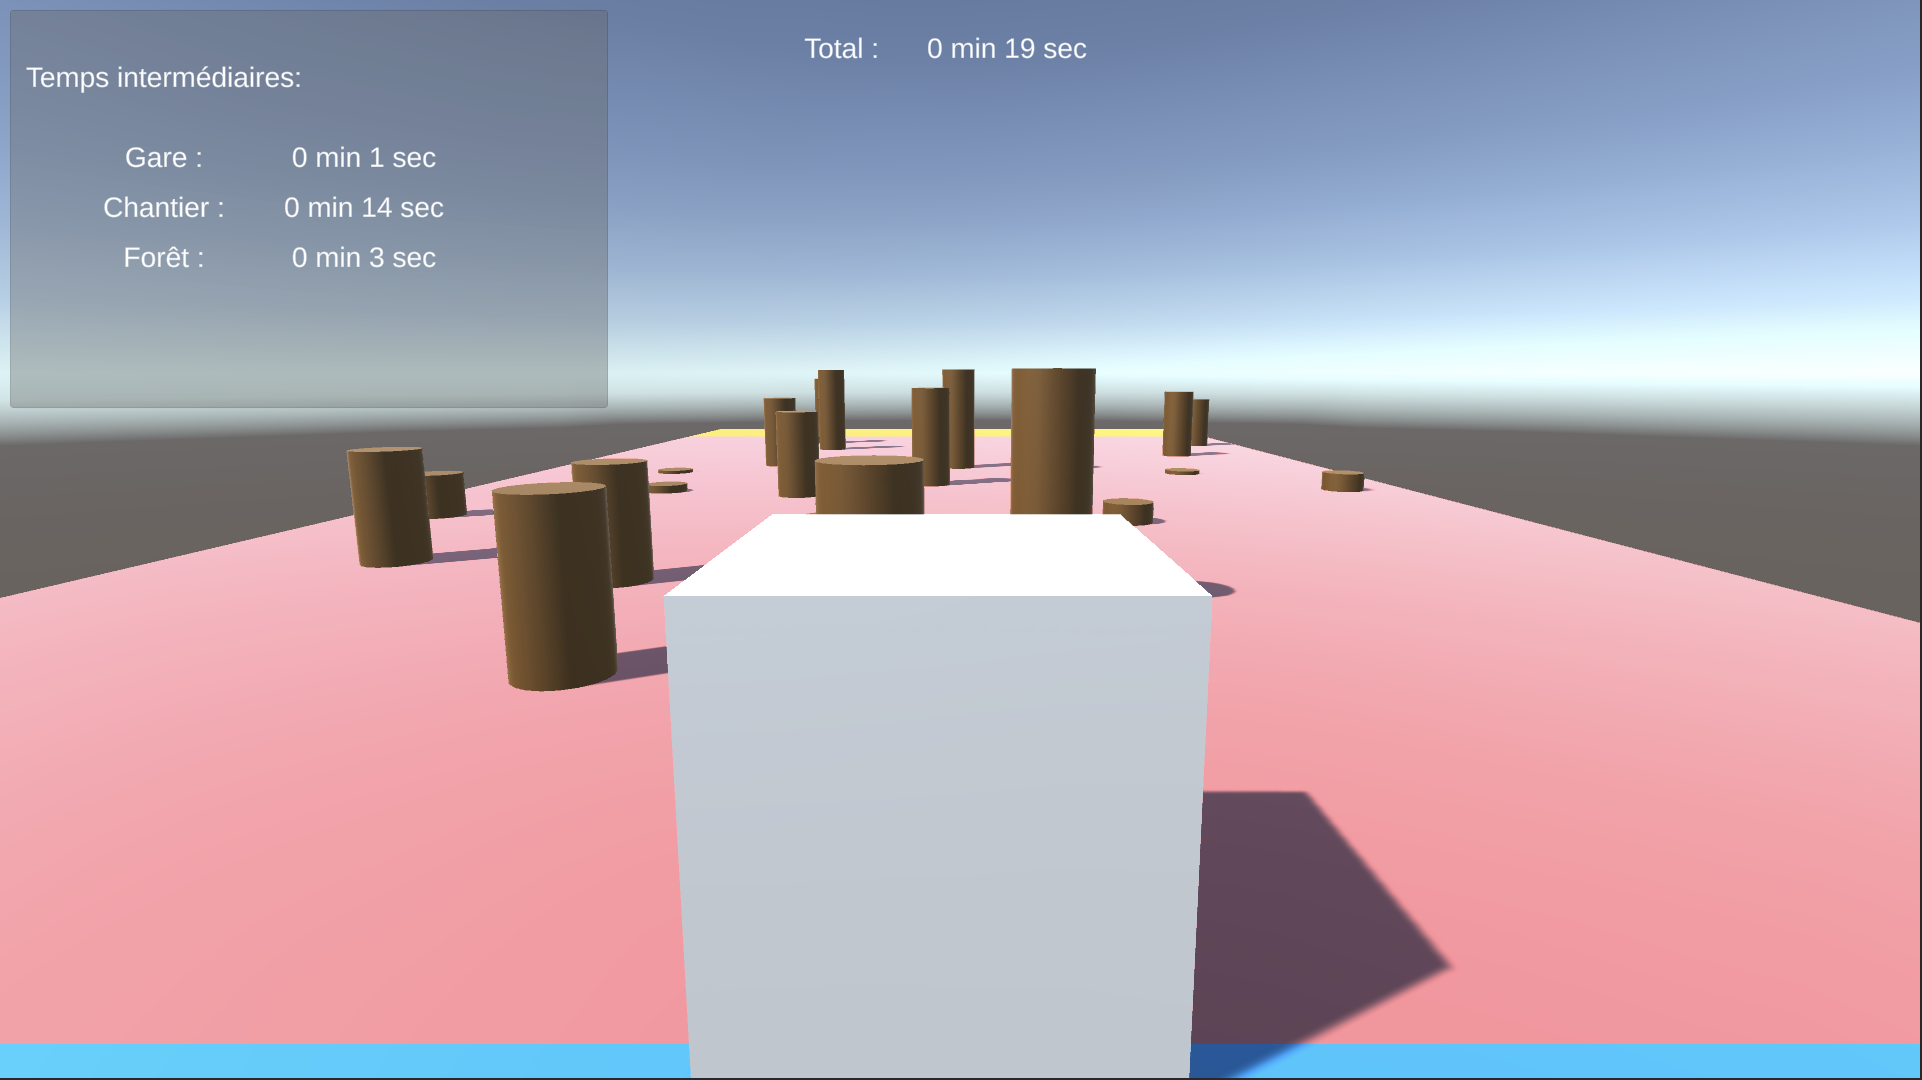 Total : 0 min 19 sec
Temps intermédiaires:
Gare : 0 min 1 sec
Chantier : 0 min 14 sec
Forêt : 0 min 3 sec